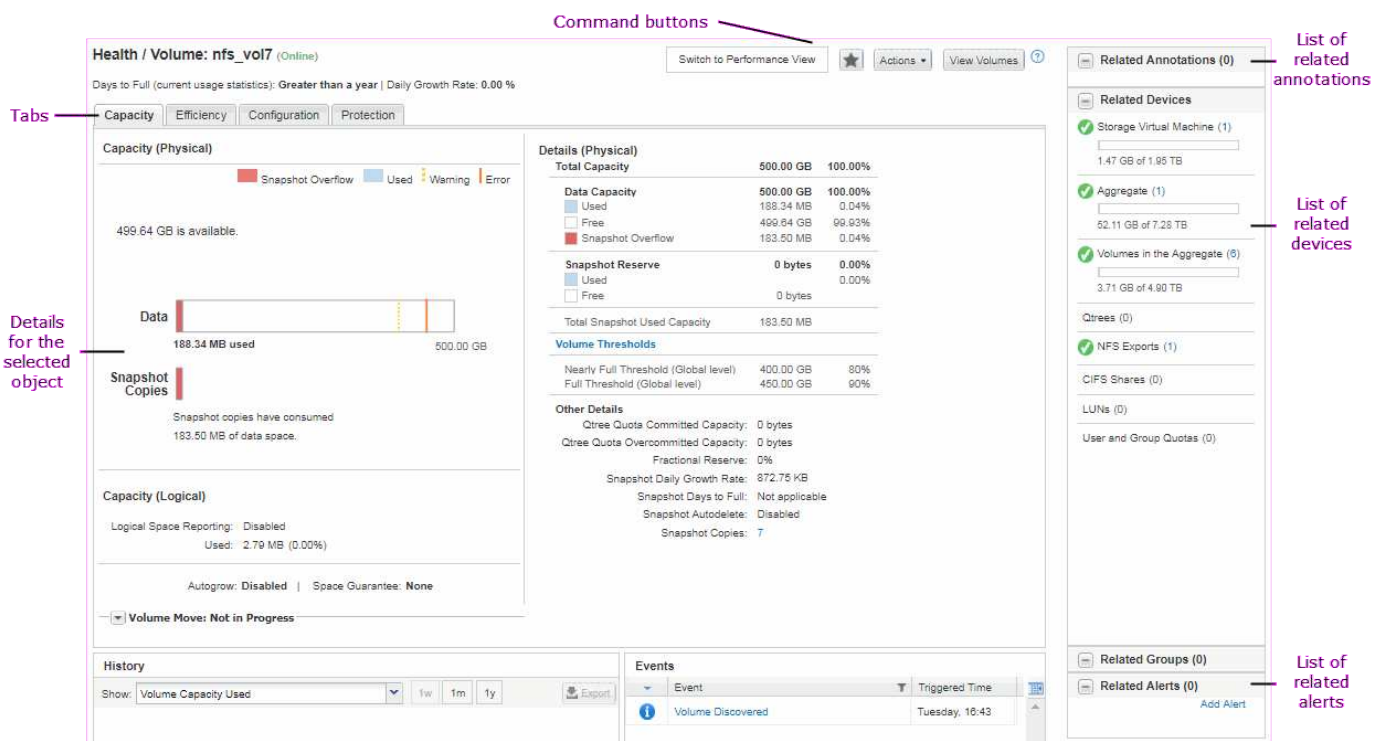 Command buttons
Health / Volume: nfs_vol7 (Online)
Switch to Performance View
Actions
View Volumes
?
Days to Full (current usage statistics): Greater than a year | Daily Growth Rate: 0.00 %
Tabs
Capacity Efficiency Configuration Protection
Capacity (Physical)
Snapshot Overflow Used Warning Error
499.64 GB is available.
Details for the selected object
Data
188.34 MB used 500.00 GB
Snapshot
Copies
Snapshot copies have consumed
183.50 MB of data space.
Capacity (Logical)
Logical Space Reporting: Disabled
Used: 2.79 MB (0.00%)
Autogrow: Disabled | Space Guarantee: None
Volume Move: Not in Progress
Details (Physical)
Total Capacity 500.00 GB 100.00%
Data Capacity 500.00 GB 100.00%
Used 188.34 MB 0.04%
Free 499.64 GB 99.93%
Snapshot Overflow 183.50 MB 0.04%
Snapshot Reserve 0 bytes 0.00%
Used 0.00%
Free 0 bytes
Total Snapshot Used Capacity 183.50 MB
Volume Thresholds
Nearly Full Threshold (Global level) 400.00 GB 80%
Full Threshold (Global level) 450.00 GB 90%
Other Details
Qtree Quota Committed Capacity: 0 bytes
Qtree Quota Overcommitted Capacity: 0 bytes
Fractional Reserve: 0%
Snapshot Daily Growth Rate: 872.75 KB
Snapshot Days to Full: Not applicable
Snapshot Autodelete: Disabled
Snapshot Copies: 7
History
Show: Volume Capacity Used 1w 1m 1y Export
Events
Event Triggered Time
Volume Discovered Tuesday, 16:43
Related Annotations (0)
List of
related
annotations
Related Devices
Storage Virtual Machine (1)
1.47 GB of 1.95 TB
Aggregate (1)
52.11 GB of 7.28 TB
List of
related
devices
Volumes in the Aggregate (6)
3.71 GB of 4.90 TB
Qtrees (0)
NFS Exports (1)
CIFS Shares (0)
LUNs (0)
User and Group Quotas (0)
Related Groups (0)
Related Alerts (0)
Add Alert
List of
related
alerts